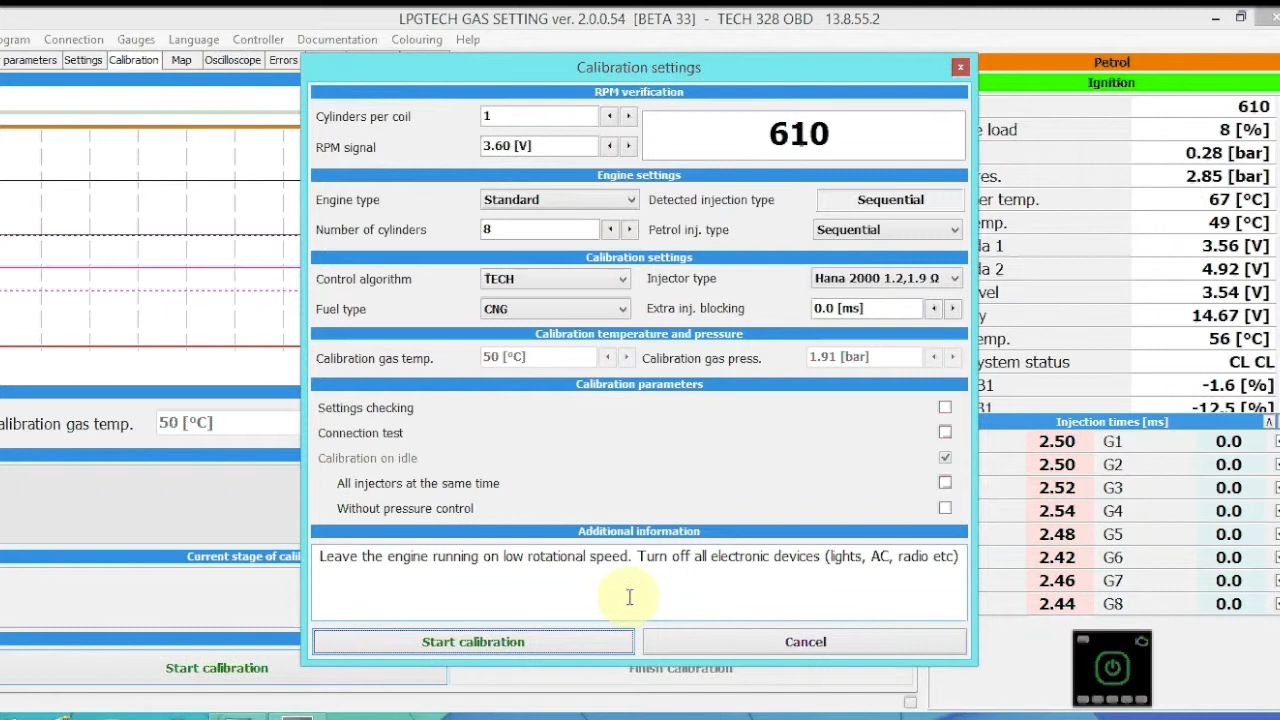 LPGTECH GAS SETTING ver. 2.0.0.54 [BETA 33] - TECH 328 OBD 13.8.55.2
ogram Connection Gauges Language Controller Documentation Colouring Help
parameters Settings Calibration Map Oscilloscope Errors
Calibration settings
x
RPM verification
Cylinders per coil 1
RPM signal 3.60 [V]
610
Engine settings
Engine type Standard Detected injection type Sequential
Number of cylinders 8 Petrol inj. type Sequential
Calibration settings
Control algorithm TECH Injector type Hana 2000 1.2,1.9 Ω
Fuel type CNG Extra inj. blocking 0.0 [ms]
Calibration temperature and pressure
Calibration gas temp. 50 [°C] Calibration gas press. 1.91 [bar]
Calibration parameters
Settings checking
Connection test
Calibration on idle
All injectors at the same time
Without pressure control
Additional information
Leave the engine running on low rotational speed. Turn off all electronic devices (lights, AC, radio etc)
Start calibration Cancel
alibration gas temp. 50 [°C]
Current stage of cali
Start calibration Finish calibration
Petrol
Ignition
610
e load 8 [%]
0.28 [bar]
res. 2.85 [bar]
er temp. 67 [°C]
mp. 49 [°C]
da 1 3.56 [V]
da 2 4.92 [V]
evel 3.54 [V]
y 14.67 [V]
emp. 56 [°C]
ystem status CL CL
B1 -1.6 [%]
B1 -12.5 [%]
Injection times [ms]
2.50 G1 0.0
2.50 G2 0.0
2.52 G3 0.0
2.54 G4 0.0
2.48 G5 0.0
2.42 G6 0.0
2.46 G7 0.0
2.44 G8 0.0